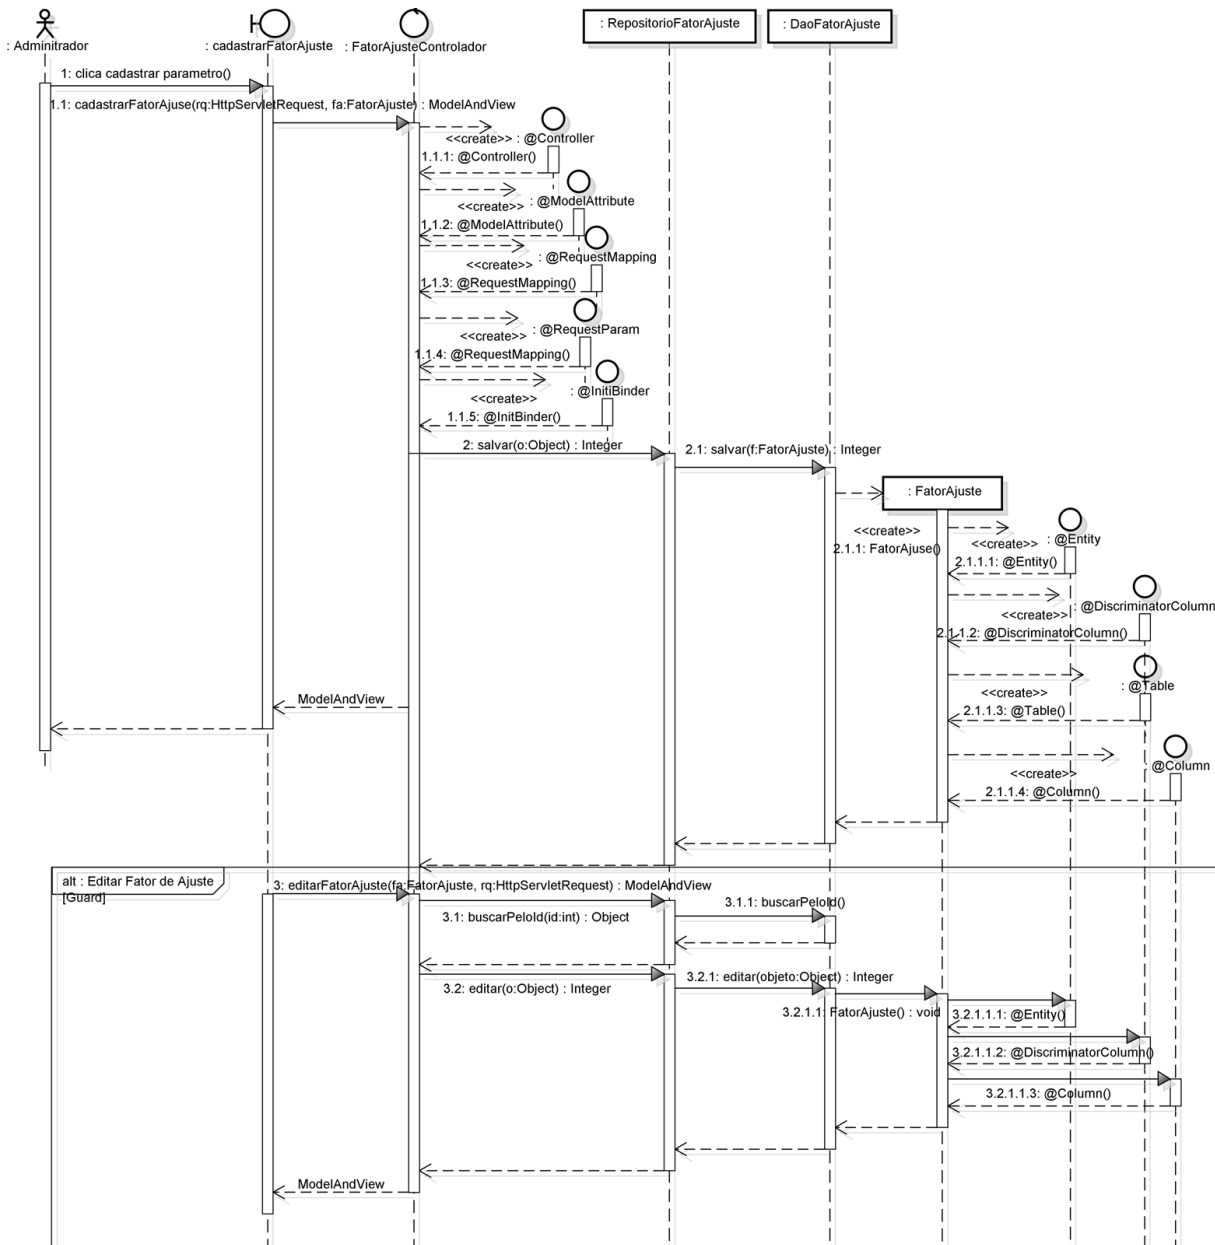 : RepositorioFatorAjuste
: DaoFatorAjuste
: Adminitrador
: cadastrarFatorAjuste
: FatorAjusteControlador
1: clica cadastrar parametro()
1.1: cadastrarFatorAjuse(rq:HttpServletRequest, fa:FatorAjuste) : ModelAndView
<<create>>
: @Controller
1.1.1: @Controller()
<<create>>
: @ModelAttribute
1.1.2: @ModelAttribute()
<<create>>
: @RequestMapping
1.1.3: @RequestMapping()
<<create>>
: @RequestParam
1.1.4: @RequestMapping()
<<create>>
: @InitiBinder
1.1.5: @InitBinder()
2: salvar(o:Object) : Integer
2.1: salvar(f:FatorAjuste) : Integer
: FatorAjuste
<<create>>
2.1.1: FatorAjuse()
<<create>>
: @Entity
2.1.1.1: @Entity()
<<create>>
: @DiscriminatorColumn
2.1.1.2: @DiscriminatorColumn()
<<create>>
: @Table
2.1.1.3: @Table()
ModelAndView
<<create>>
: @Column
2.1.1.4: @Column()
alt : Editar Fator de Ajuste
[Guard]
3: editarFatorAjuste(fa:FatorAjuste, rq:HttpServletRequest) : ModelAndView
3.1: buscarPeloId(id:int) : Object
3.1.1: buscarPeloId()
3.2: editar(o:Object) : Integer
3.2.1: editar(objeto:Object) : Integer
3.2.1.1: FatorAjuste() : void
3.2.1.1.1: @Entity()
3.2.1.1.2: @DiscriminatorColumn()
3.2.1.1.3: @Column()
ModelAndView